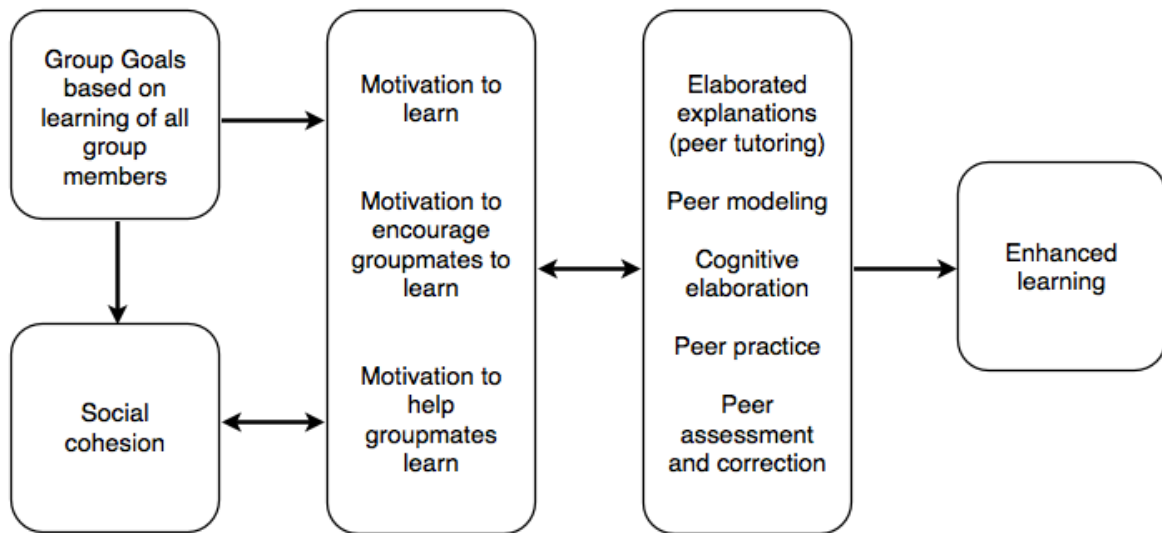 Group Goals
based on
learning of all
group
members
Social
cohesion
Motivation to
learn
Motivation to
encourage
groupmates to
learn
Motivation to
help
groupmates
learn
Elaborated
explanations
(peer tutoring)
Peer modeling
Cognitive
elaboration
Peer practice
Peer
assessment
and correction
Enhanced
learning